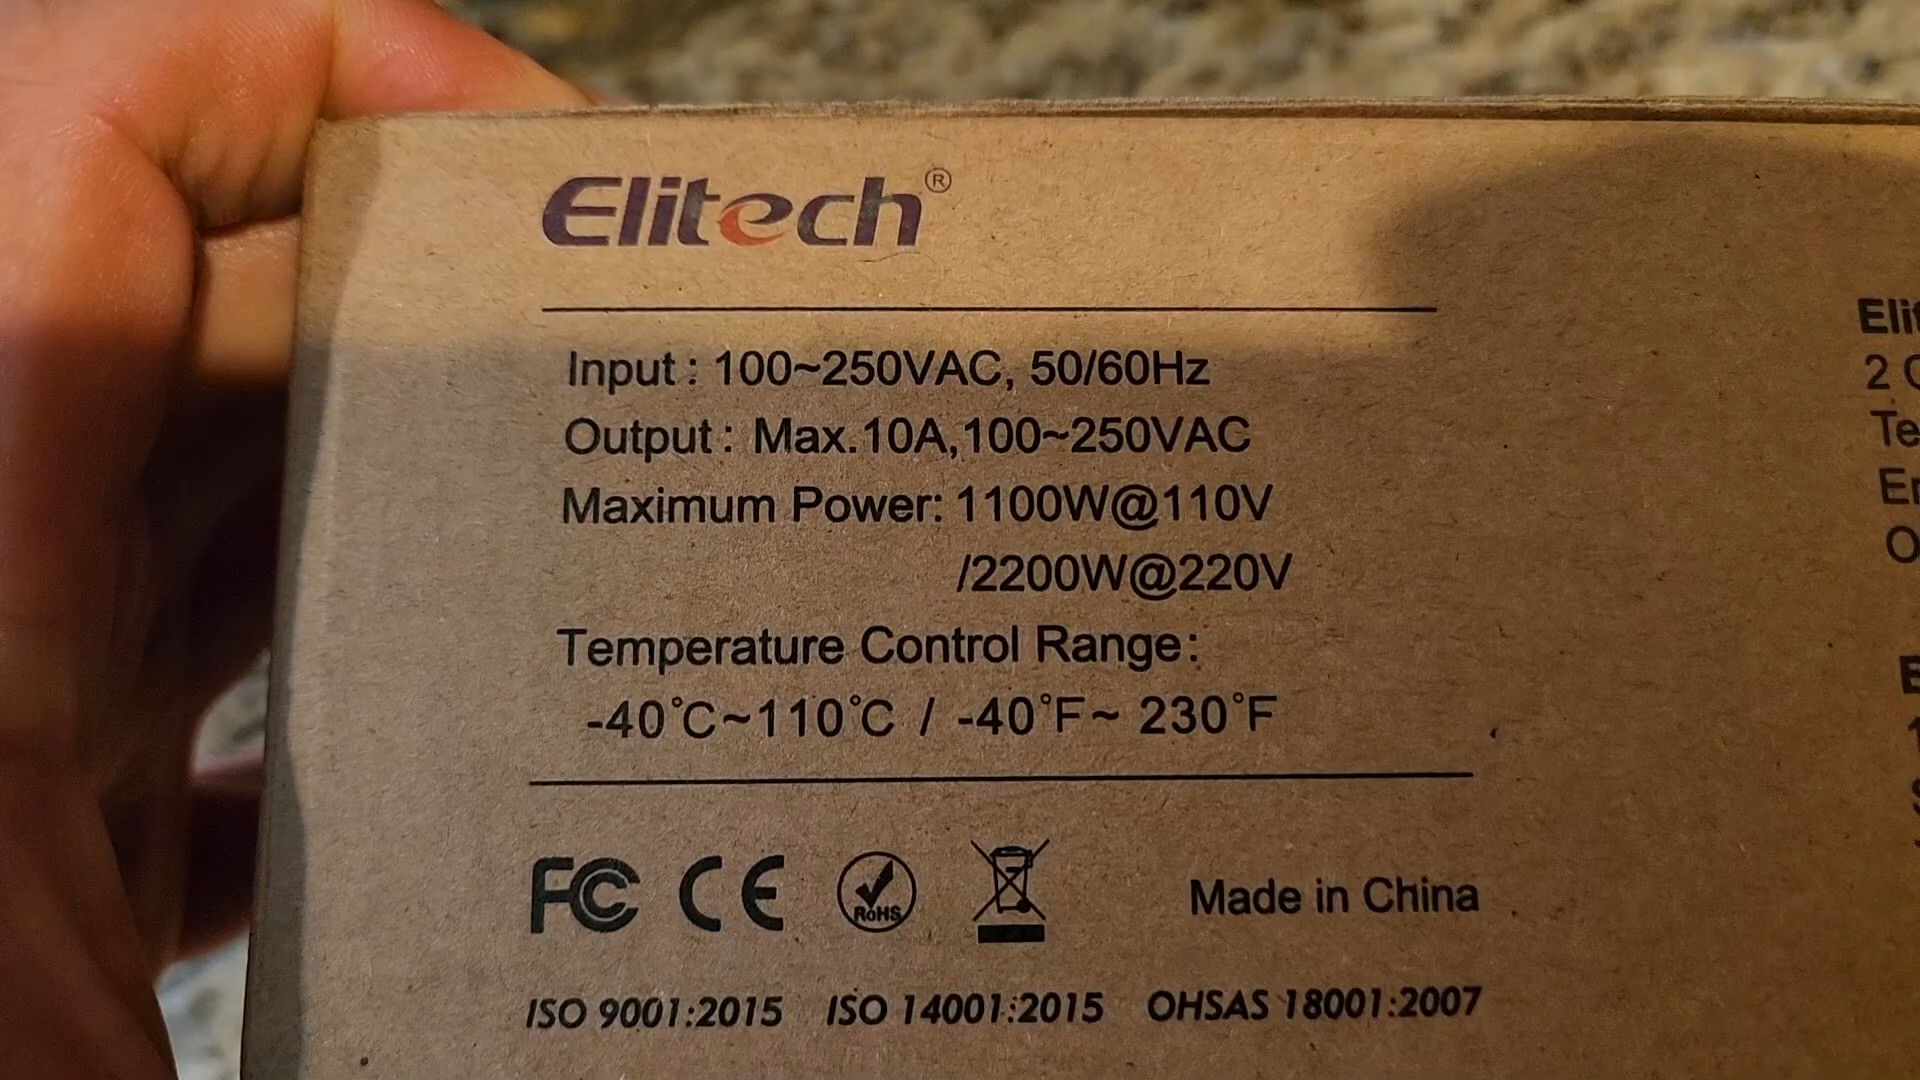 Elitech®
Input : 100~250VAC, 50/60Hz
Output : Max.10A,100~250VAC
Maximum Power: 1100W@110V
/2200W@220V
Temperature Control Range:
-40°C~110°C / -40°F~ 230°F
FC CE RoHS Made in China
ISO 9001:2015 ISO 14001:2015 OHSAS 18001:2007